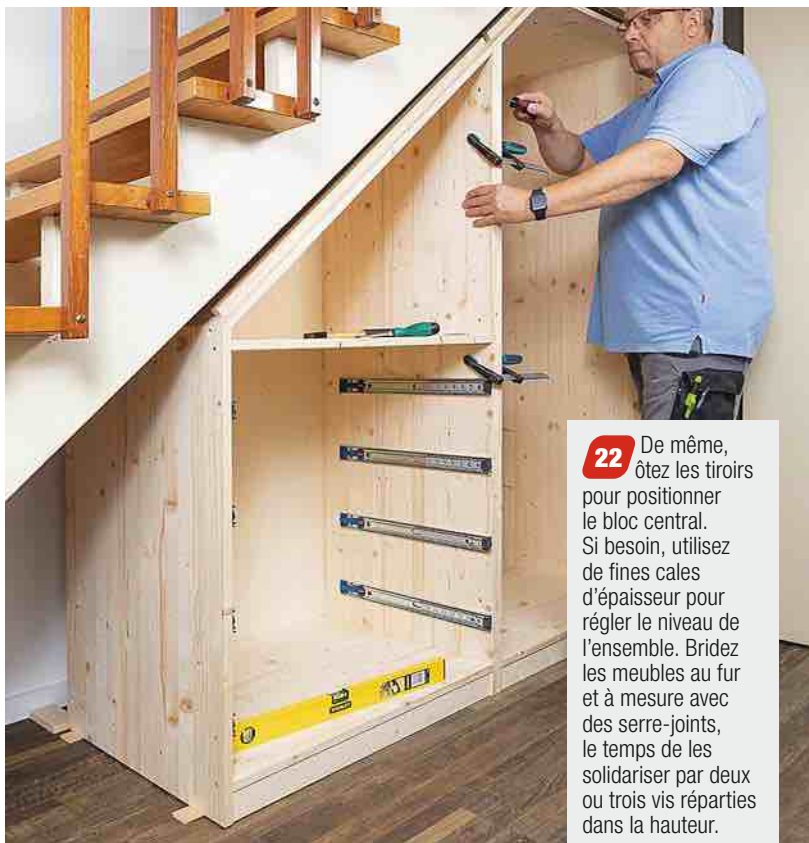 22 De même,
ôtez les tiroirs
pour positionner
le bloc central.
Si besoin, utilisez
de fines cales
d’épaisseur pour
régler le niveau de
l’ensemble. Bridez
les meubles au fur
et à mesure avec
des serre-joints,
le temps de les
solidariser par deux
ou trois vis réparties
dans la hauteur.